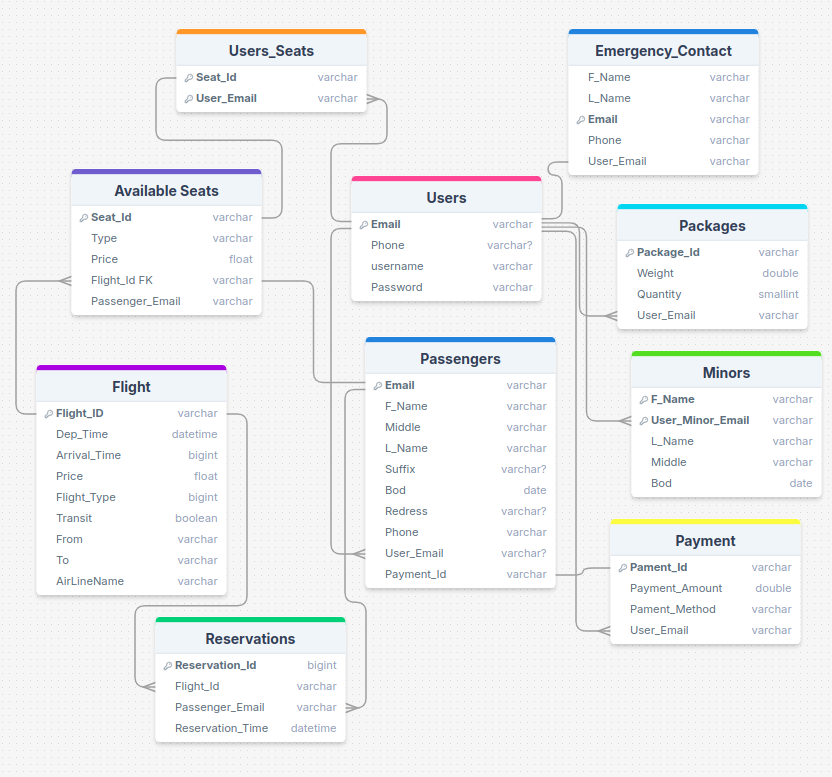 Users_Seats
Seat_Id varchar
User_Email varchar
Emergency_Contact
F_Name varchar
L_Name varchar
Email varchar
Phone varchar
User_Email varchar
Available Seats
Seat_Id varchar
Type varchar
Price float
Flight_Id FK varchar
Passenger_Email varchar
Users
Email varchar
Phone varchar?
username varchar
Password varchar
Packages
Package_Id varchar
Weight double
Quantity smallint
User_Email varchar
Flight
Flight_ID varchar
Dep_Time datetime
Arrival_Time bigint
Price float
Flight_Type bigint
Transit boolean
From varchar
To varchar
AirLineName varchar
Passengers
Email varchar
F_Name varchar
Middle varchar
L_Name varchar
Suffix varchar?
Bod date
Redress varchar?
Phone varchar
User_Email varchar?
Payment_Id varchar
Minors
F_Name varchar
User_Minor_Email varchar
L_Name varchar
Middle varchar
Bod date
Payment
Pament_Id varchar
Payment_Amount double
Pament_Method varchar
User_Email varchar
Reservations
Reservation_Id bigint
Flight_Id varchar
Passenger_Email varchar
Reservation_Time datetime